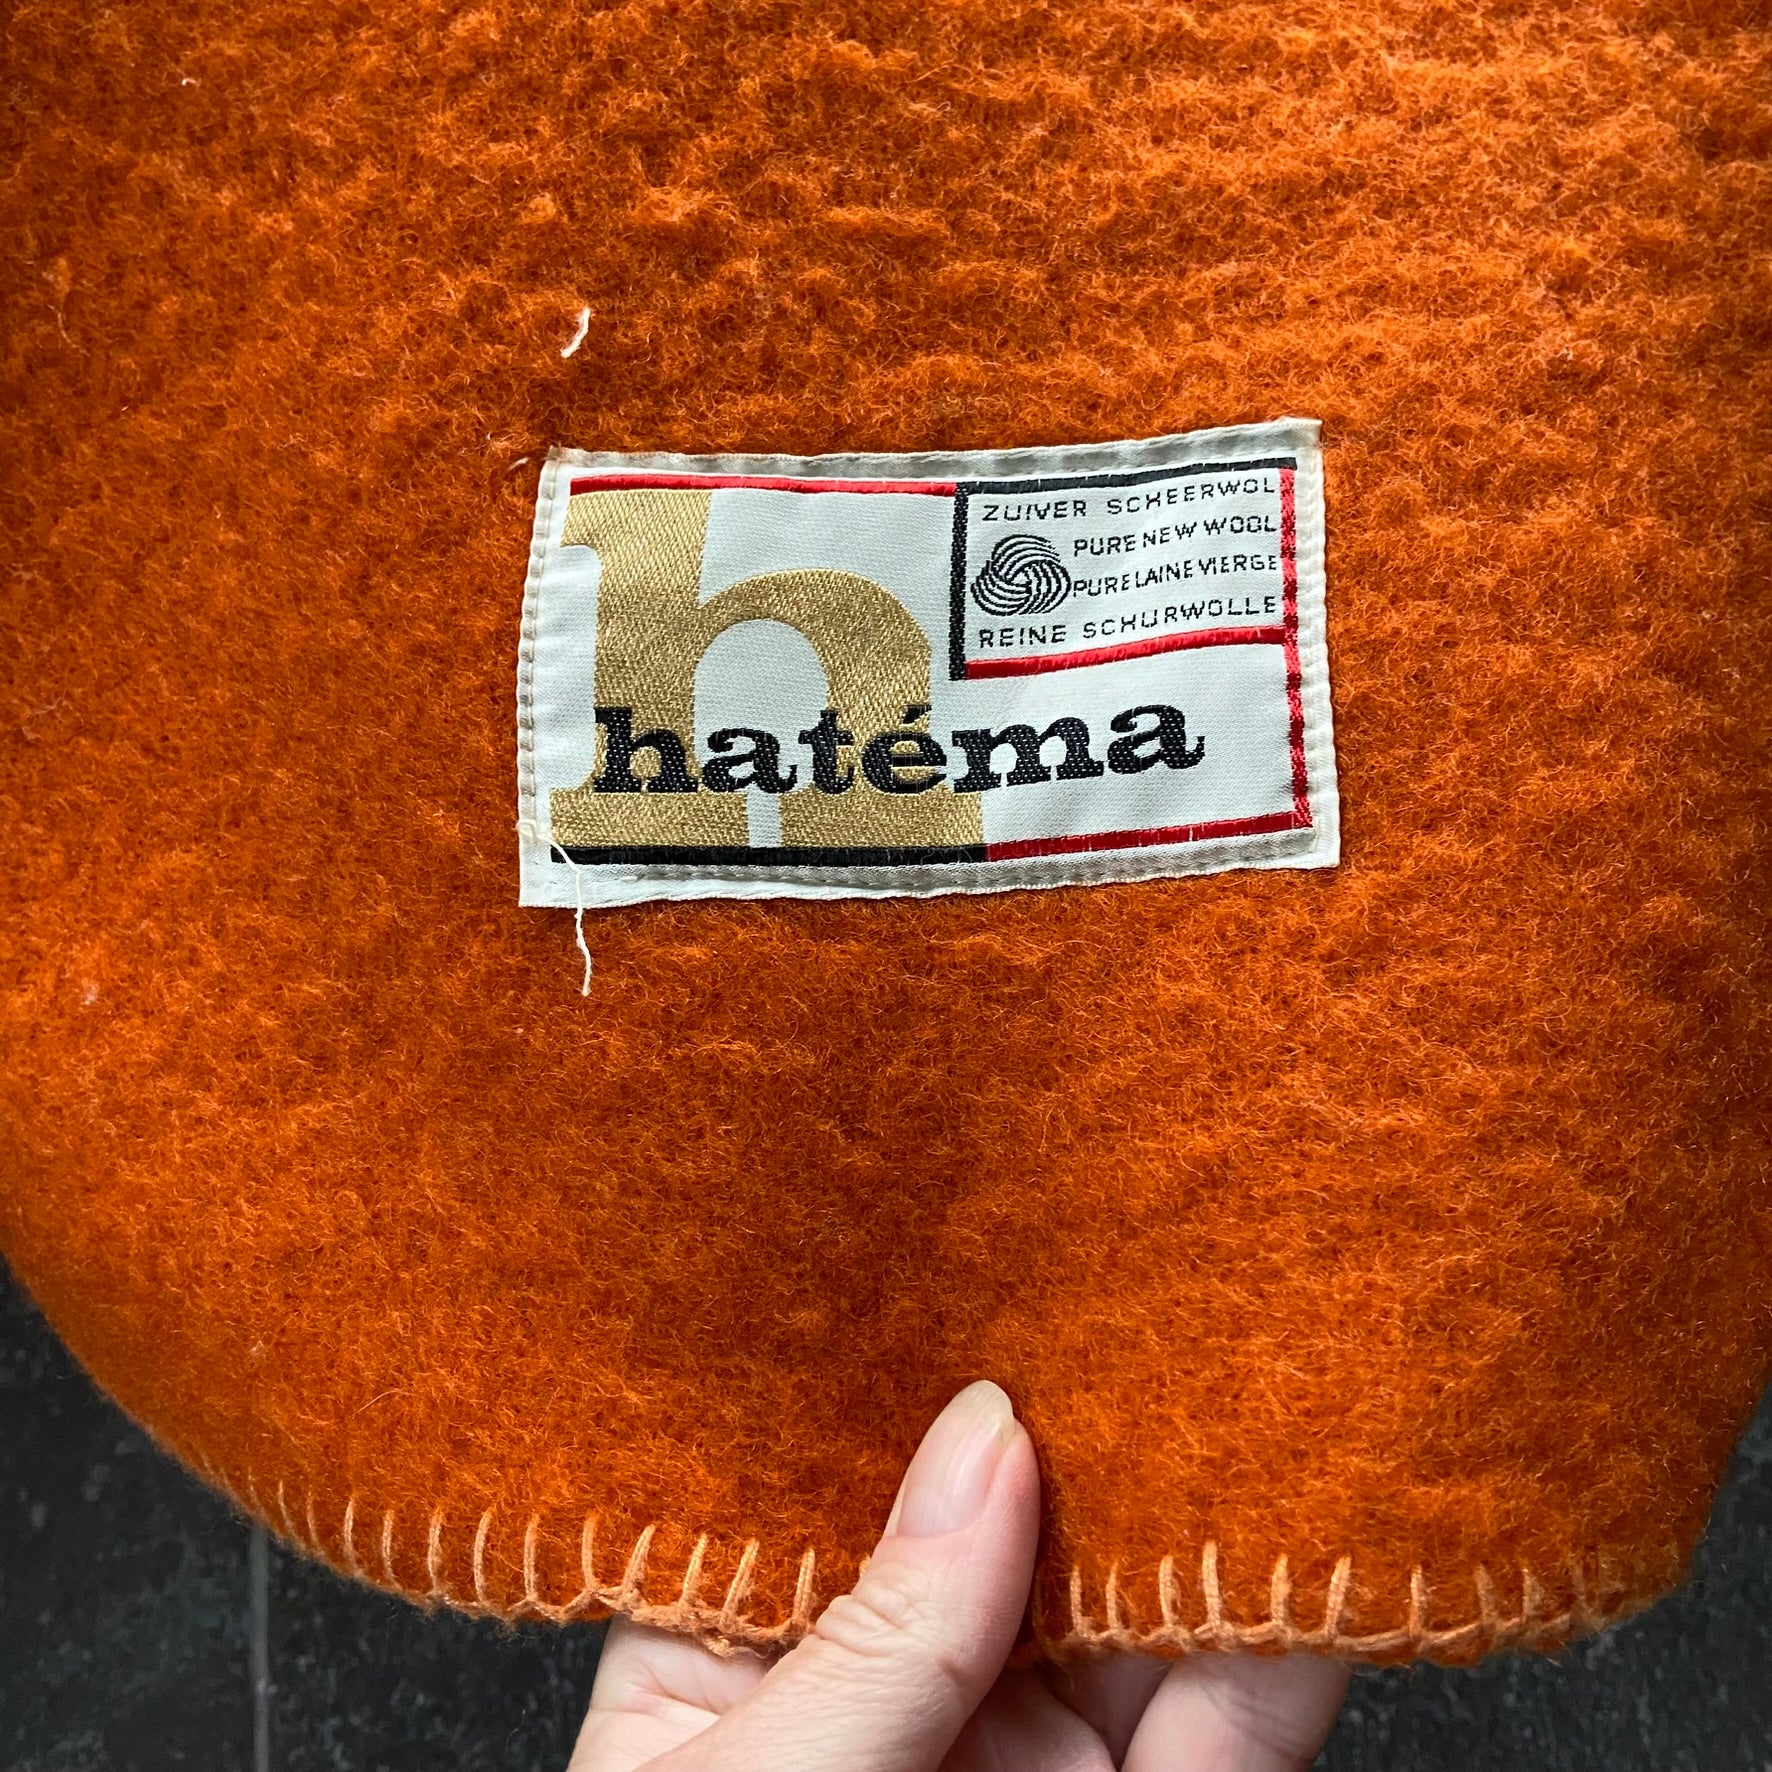 ZUIVER SCHEERWOL
PURE NEW WOOL
PURE LAINE VIERGE
REINE SCHURWOLLE
h
hatéma